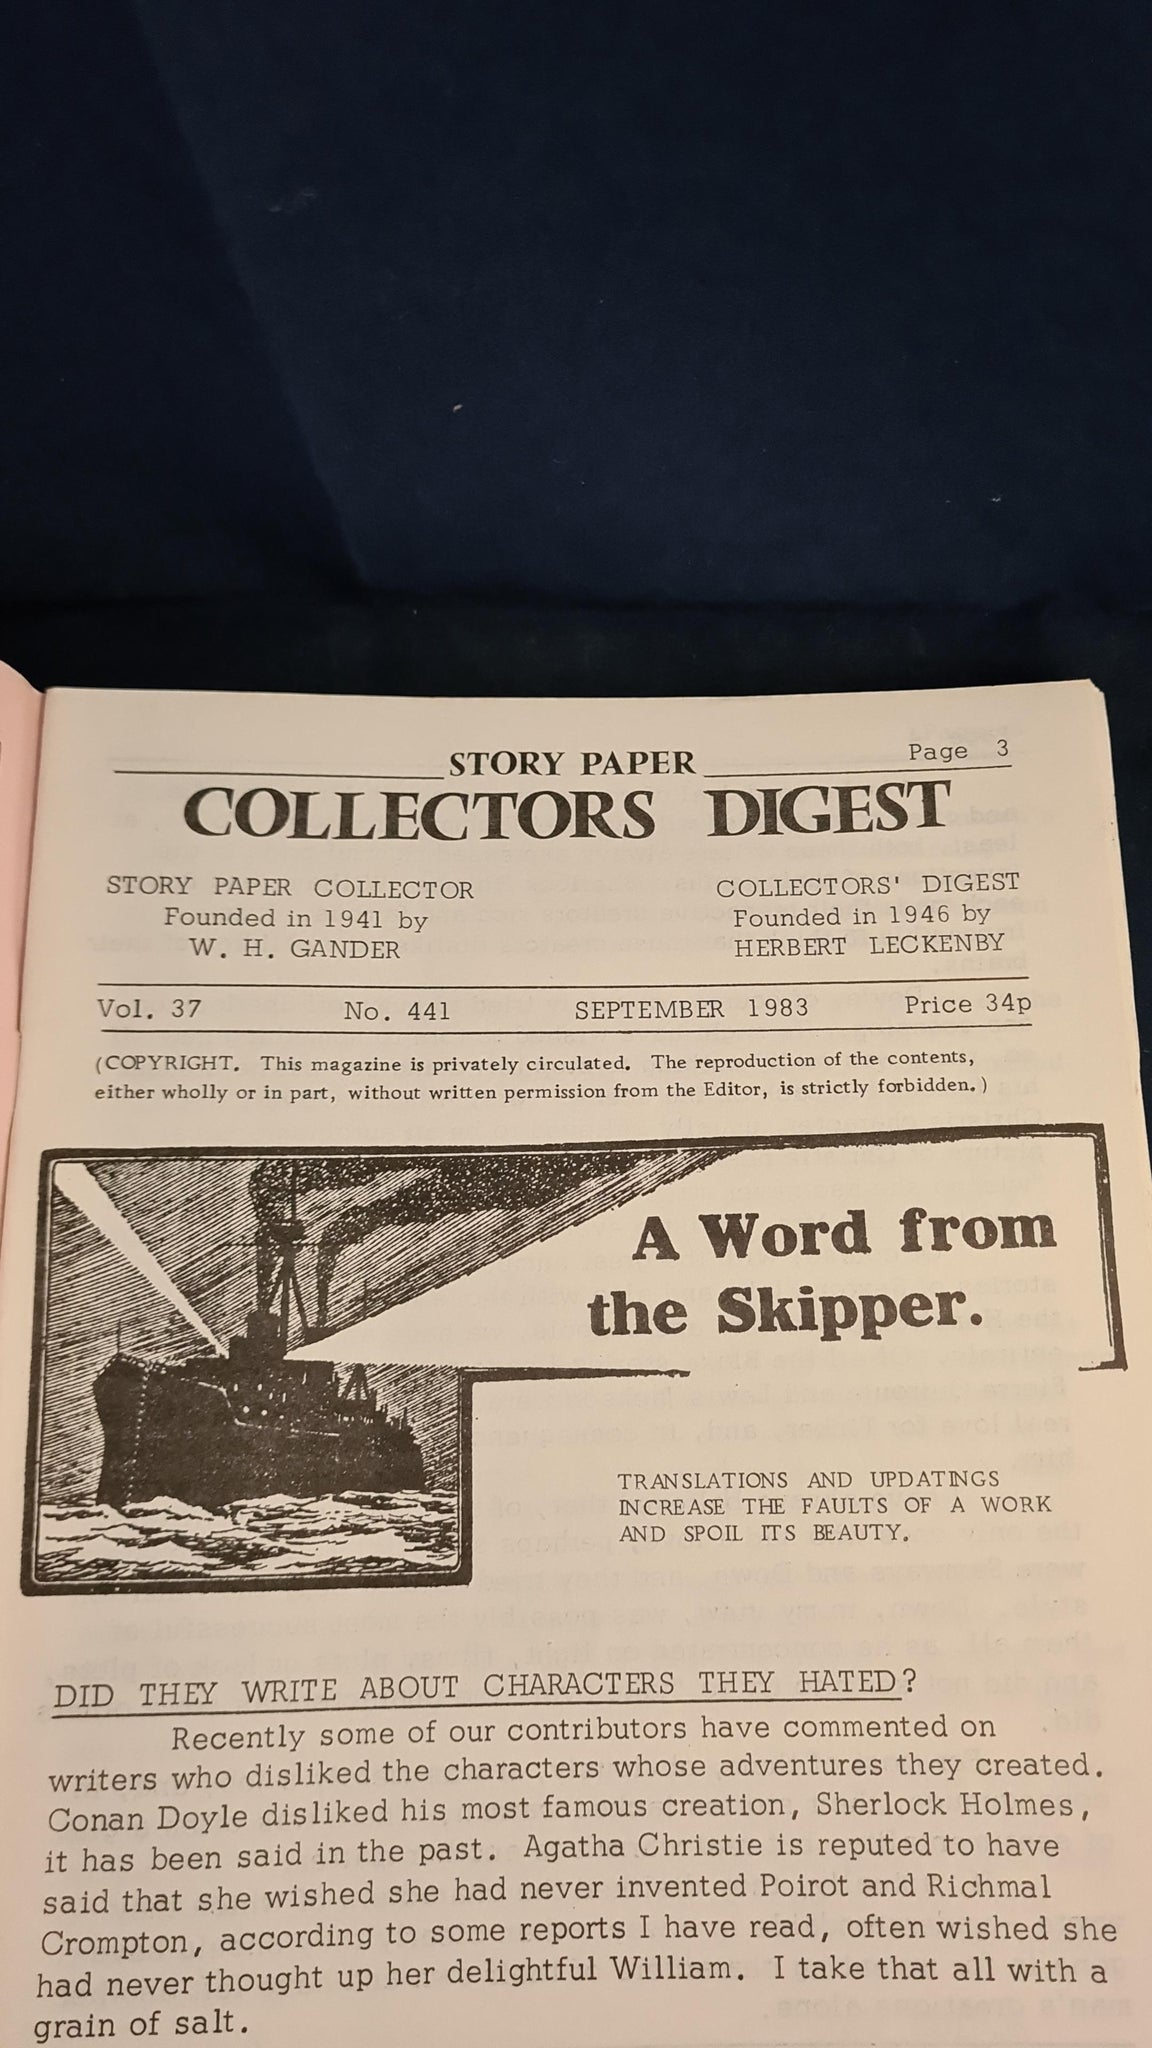 STORY PAPER
Page 3
COLLECTORS DIGEST
STORY PAPER COLLECTOR
Founded in 1941 by
W. H. GANDER
COLLECTORS' DIGEST
Founded in 1946 by
HERBERT LECKENBY
Vol. 37 No. 441 SEPTEMBER 1983 Price 34p
(COPYRIGHT. This magazine is privately circulated. The reproduction of the contents,
either wholly or in part, without written permission from the Editor, is strictly forbidden.)
A Word from
the Skipper.
TRANSLATIONS AND UPDATINGS
INCREASE THE FAULTS OF A WORK
AND SPOIL ITS BEAUTY.
DID THEY WRITE ABOUT CHARACTERS THEY HATED?
Recently some of our contributors have commented on
writers who disliked the characters whose adventures they created.
Conan Doyle disliked his most famous creation, Sherlock Holmes,
it has been said in the past. Agatha Christie is reputed to have
said that she wished she had never invented Poirot and Richmal
Crompton, according to some reports I have read, often wished she
had never thought up her delightful William. I take that all with a
grain of salt.